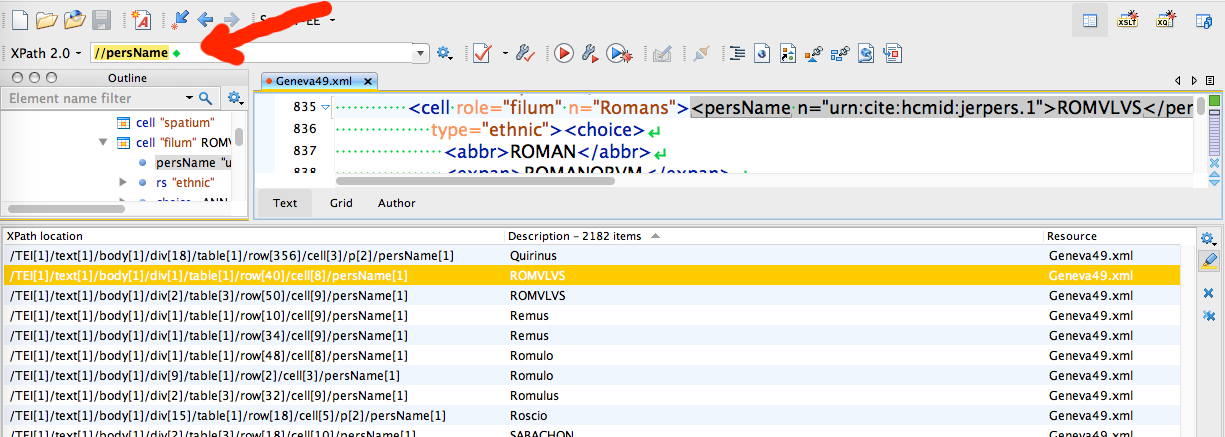 XPath 2.0 //persName
Outline
Geneva49.xml
Element name filter
cell "spatium"
cell "filum" ROMV
persName "u
rs "ethnic"
835 <cell role="filum" n="Romans"><persName n="urn:cite:hcmid:jerpers.1">ROMVLVS</per
836 type="ethnic"><choice>
837 <abbr>ROMAN</abbr>
838 <expan>ROMANORVM</expan>
Text Grid Author
XPath location Description – 2182 items Resource
/TEI[1]/text[1]/body[1]/div[18]/table[1]/row[356]/cell[3]/p[2]/persName[1] Quirinus Geneva49.xml
/TEI[1]/text[1]/body[1]/div[1]/table[1]/row[40]/cell[8]/persName[1] ROMVLVS Geneva49.xml
/TEI[1]/text[1]/body[1]/div[2]/table[3]/row[50]/cell[9]/persName[1] ROMVLVS Geneva49.xml
/TEI[1]/text[1]/body[1]/div[1]/table[1]/row[10]/cell[9]/persName[1] Remus Geneva49.xml
/TEI[1]/text[1]/body[1]/div[1]/table[1]/row[34]/cell[9]/persName[1] Remus Geneva49.xml
/TEI[1]/text[1]/body[1]/div[1]/table[1]/row[48]/cell[8]/persName[1] Romulo Geneva49.xml
/TEI[1]/text[1]/body[1]/div[9]/table[1]/row[2]/cell[3]/persName[1] Romulo Geneva49.xml
/TEI[1]/text[1]/body[1]/div[2]/table[3]/row[32]/cell[9]/persName[1] Romulus Geneva49.xml
/TEI[1]/text[1]/body[1]/div[15]/table[1]/row[18]/cell[5]/p[2]/persName[1] Roscio Geneva49.xml
/TEI[1]/text[1]/body[1]/div[2]/table[3]/row[18]/cell[10]/persName[1] SABACHON Geneva49.xml